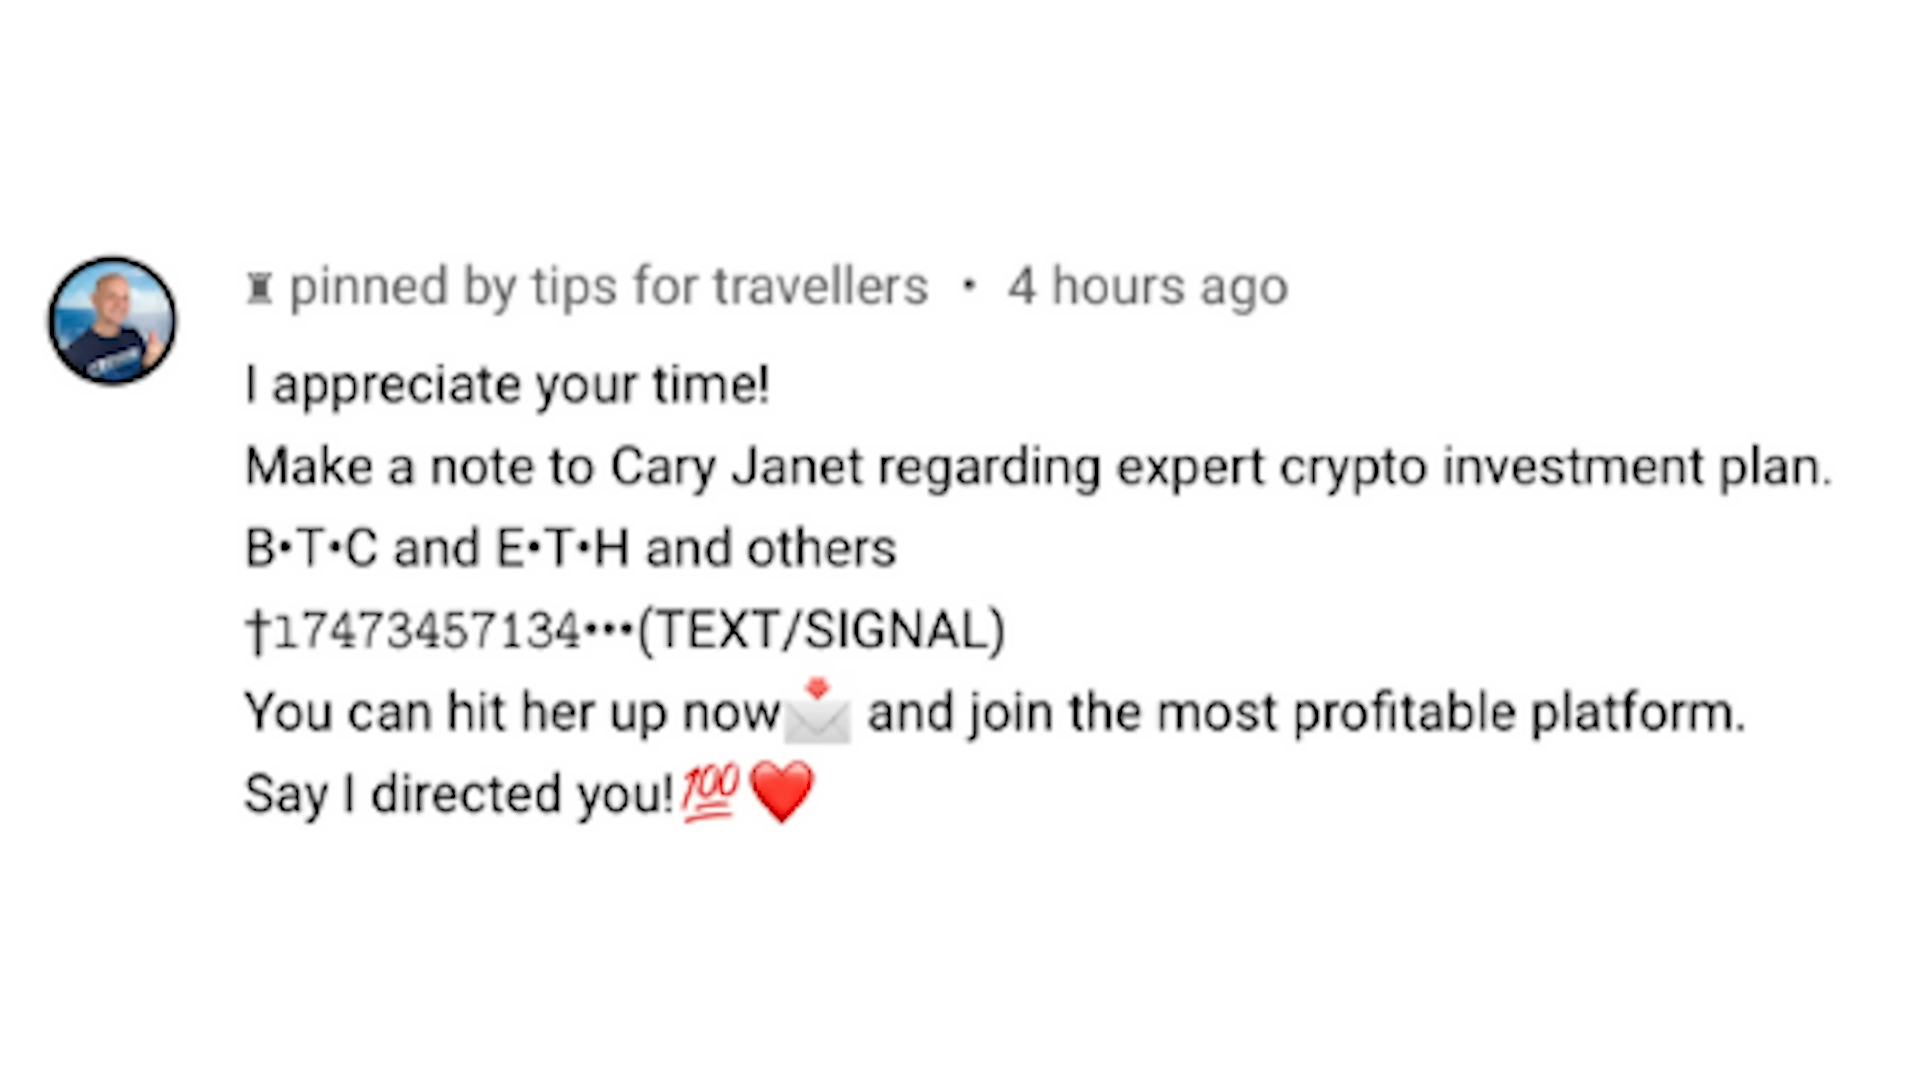 ♜ pinned by tips for travellers • 4 hours ago
I appreciate your time!
Make a note to Cary Janet regarding expert crypto investment plan.
B•T•C and E•T•H and others
†17473457134•••(TEXT/SIGNAL)
You can hit her up now📩 and join the most profitable platform.
Say I directed you!💯❤️